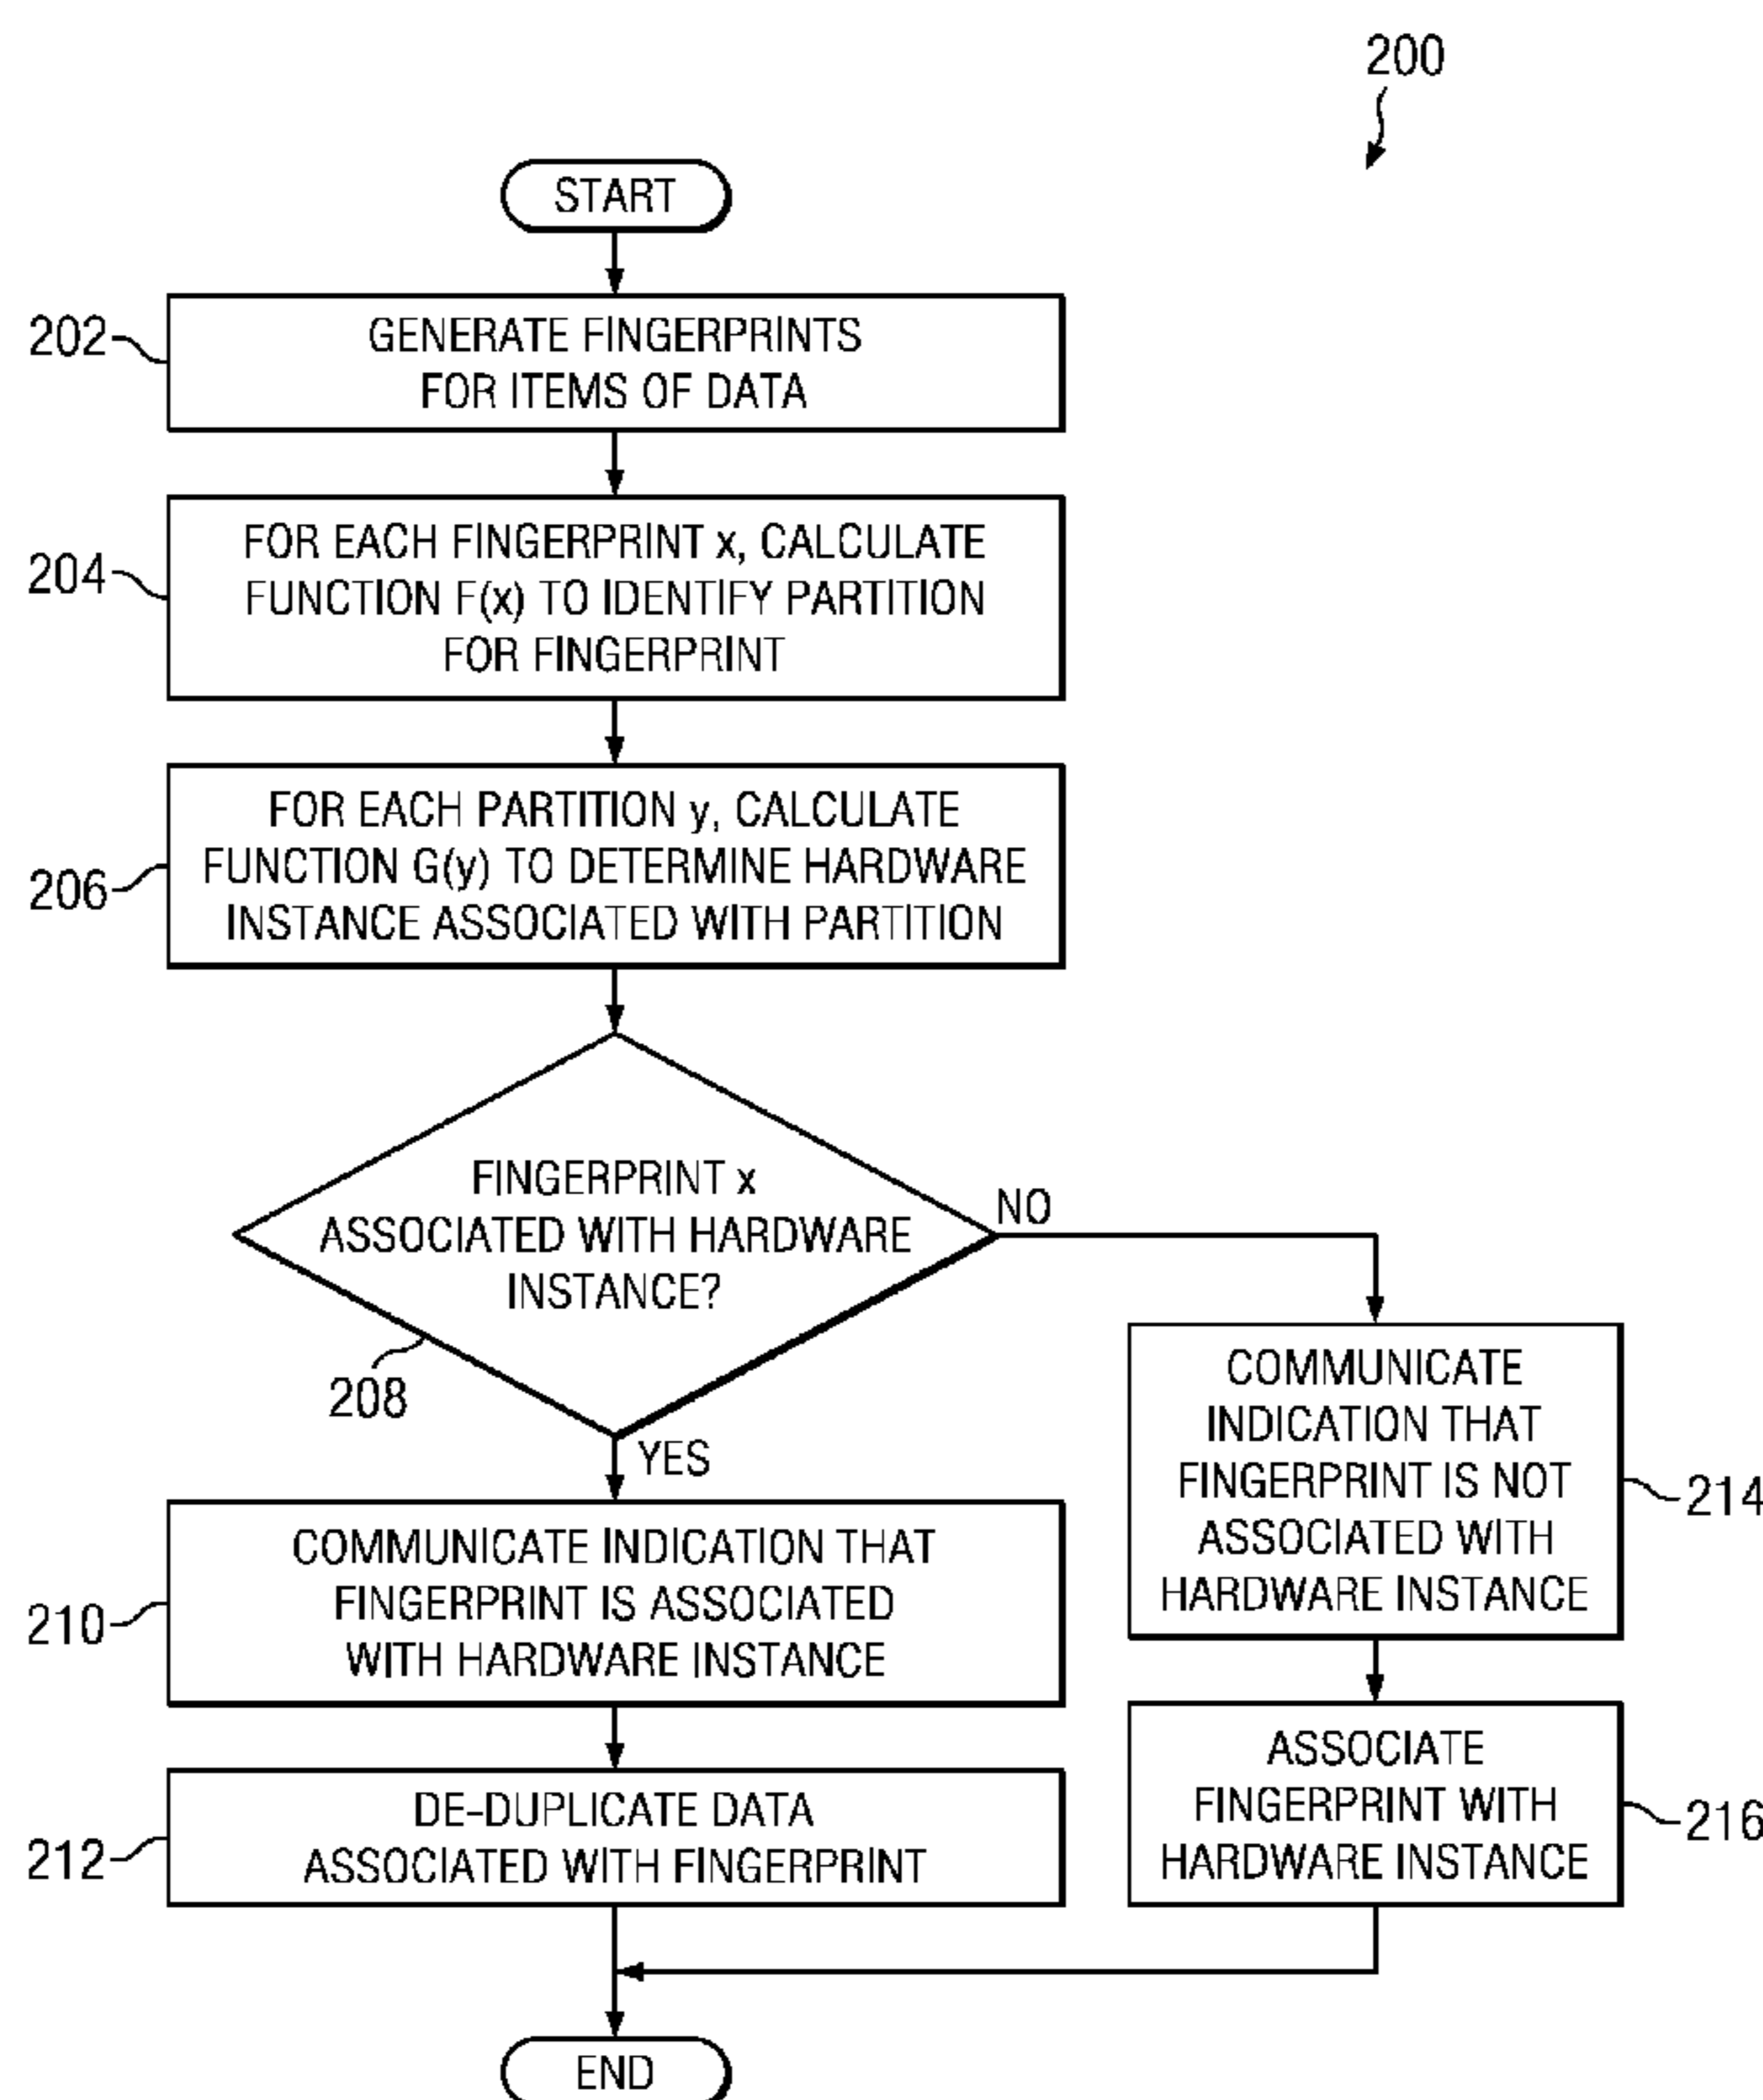 200
START
202
GENERATE FINGERPRINTS
FOR ITEMS OF DATA
204
FOR EACH FINGERPRINT x, CALCULATE
FUNCTION F(x) TO IDENTIFY PARTITION
FOR FINGERPRINT
206
FOR EACH PARTITION y, CALCULATE
FUNCTION G(y) TO DETERMINE HARDWARE
INSTANCE ASSOCIATED WITH PARTITION
FINGERPRINT x
ASSOCIATED WITH HARDWARE
INSTANCE?
208
NO
YES
210
COMMUNICATE INDICATION THAT
FINGERPRINT IS ASSOCIATED
WITH HARDWARE INSTANCE
212
DE-DUPLICATE DATA
ASSOCIATED WITH FINGERPRINT
COMMUNICATE
INDICATION THAT
FINGERPRINT IS NOT
ASSOCIATED WITH
HARDWARE INSTANCE
214
ASSOCIATE
FINGERPRINT WITH
HARDWARE INSTANCE
216
END